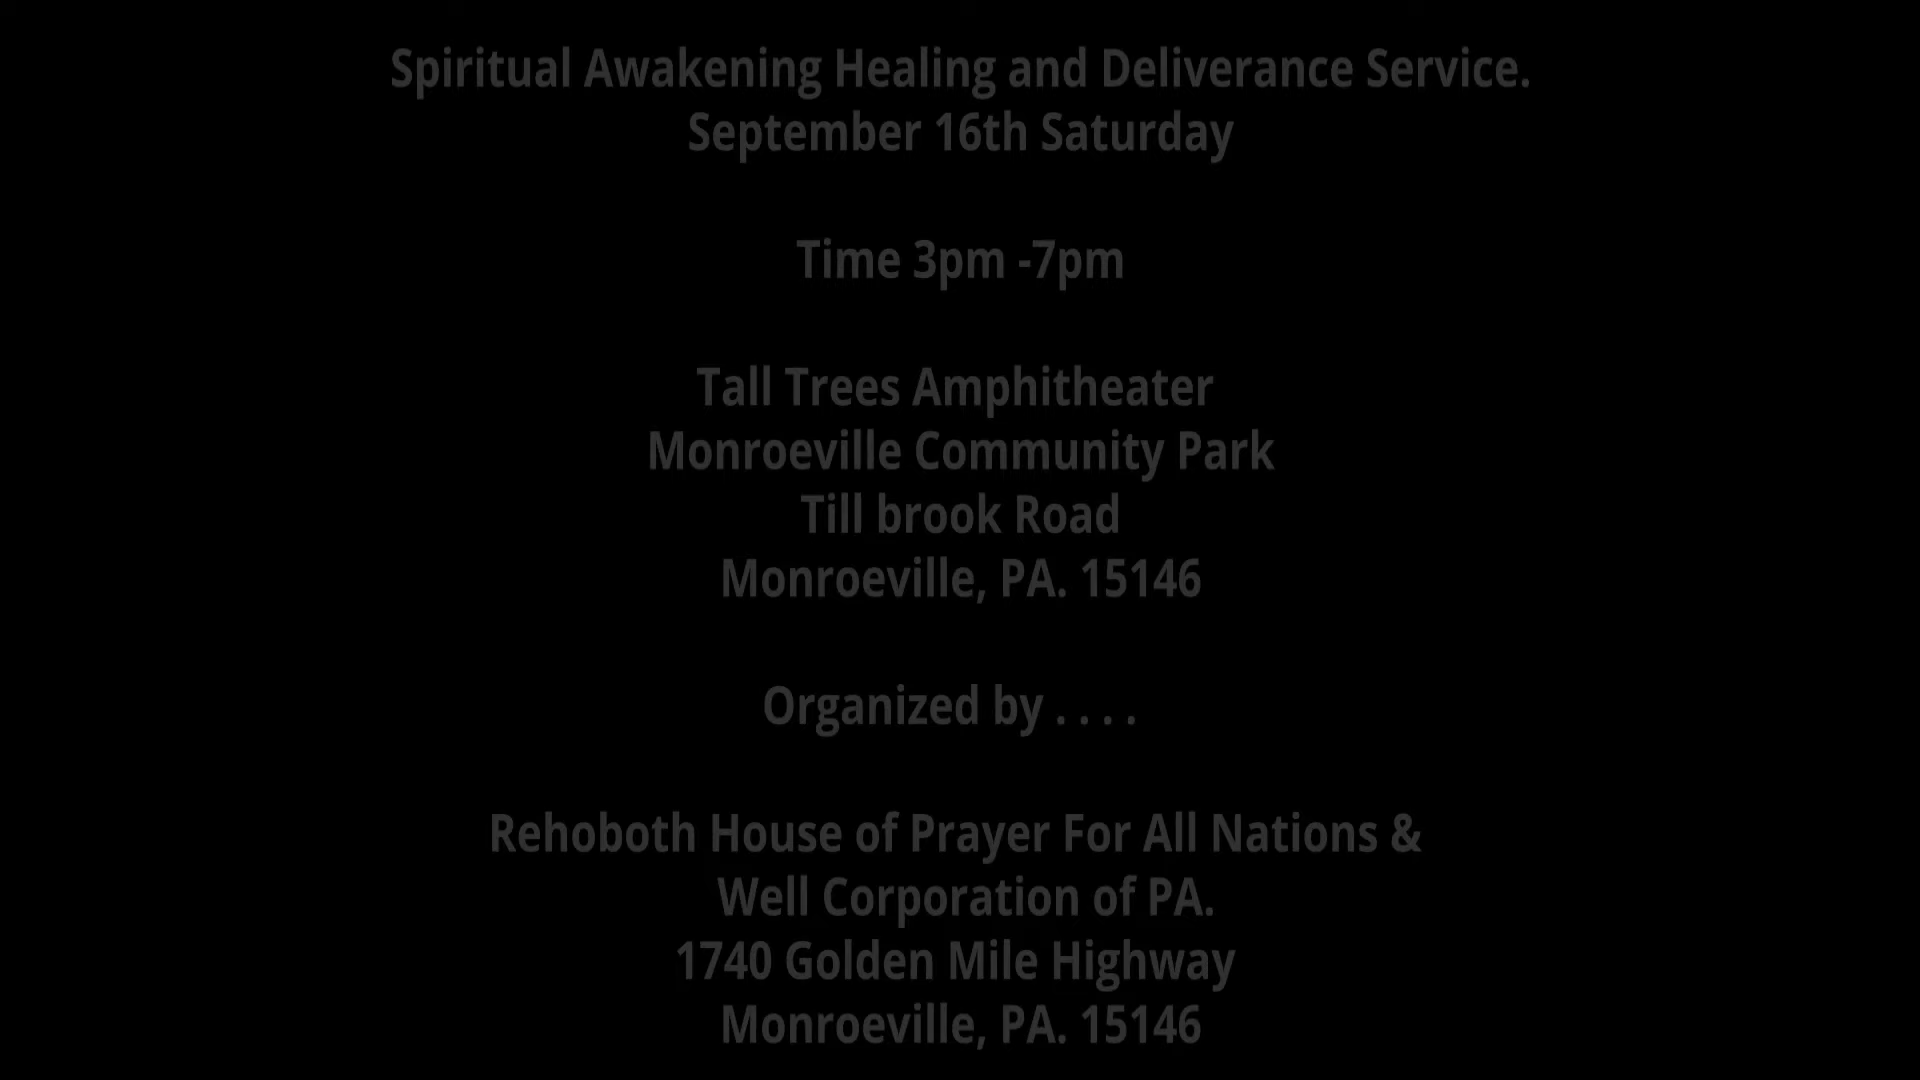 Spiritual Awakening Healing and Deliverance Service.
September 16th Saturday
Time 3pm -7pm
Tall Trees Amphitheater
Monroeville Community Park
Till brook Road
Monroeville, PA. 15146
Organized by . . . .
Rehoboth House of Prayer For All Nations &
Well Corporation of PA.
1740 Golden Mile Highway
Monroeville, PA. 15146